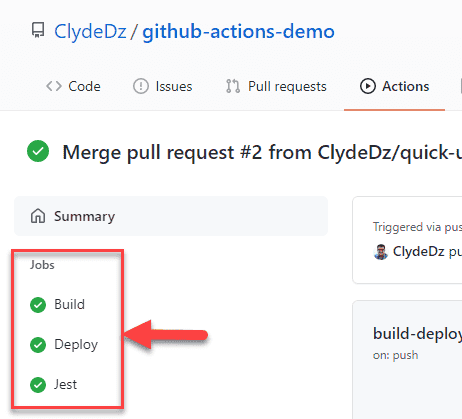 ClydeDz / github-actions-demo
Code Issues Pull requests Actions
Merge pull request #2 from ClydeDz/quick-u
Summary
Triggered via pus
ClydeDz pu
Jobs
Build
Deploy
Jest
build-deploy
on: push